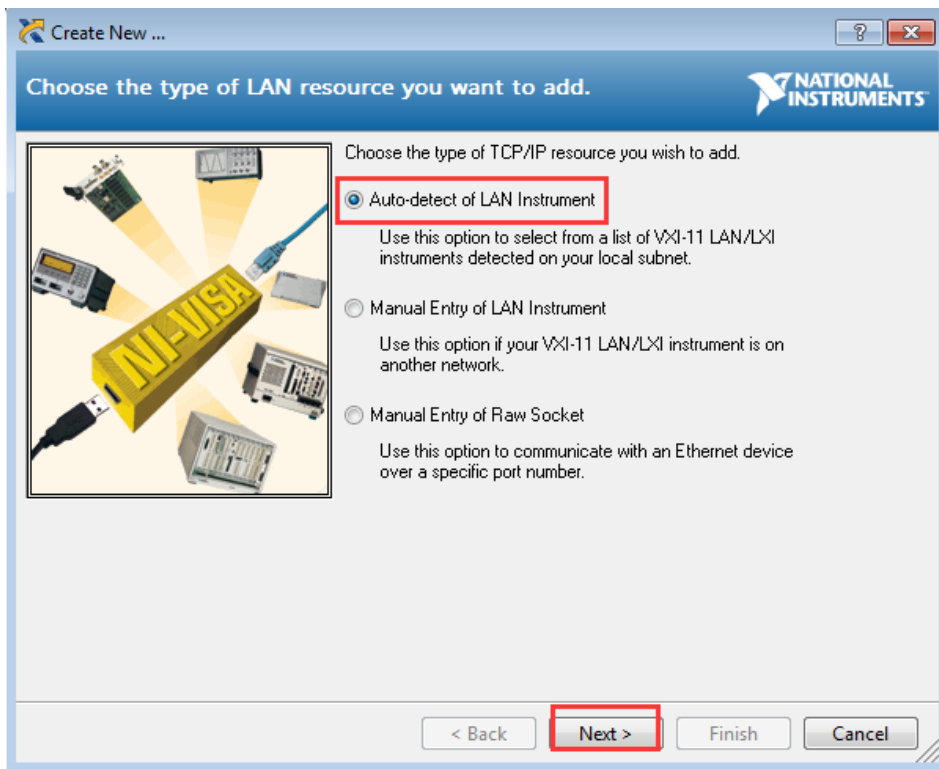 Create New ...
Choose the type of LAN resource you want to add.
NATIONAL
INSTRUMENTS
Choose the type of TCP/IP resource you wish to add.
Auto-detect of LAN Instrument
Use this option to select from a list of VXI-11 LAN/LXI
instruments detected on your local subnet.
Manual Entry of LAN Instrument
Use this option if your VXI-11 LAN/LXI instrument is on
another network.
Manual Entry of Raw Socket
Use this option to communicate with an Ethernet device
over a specific port number.
NI-VISA
< Back
Next >
Finish
Cancel